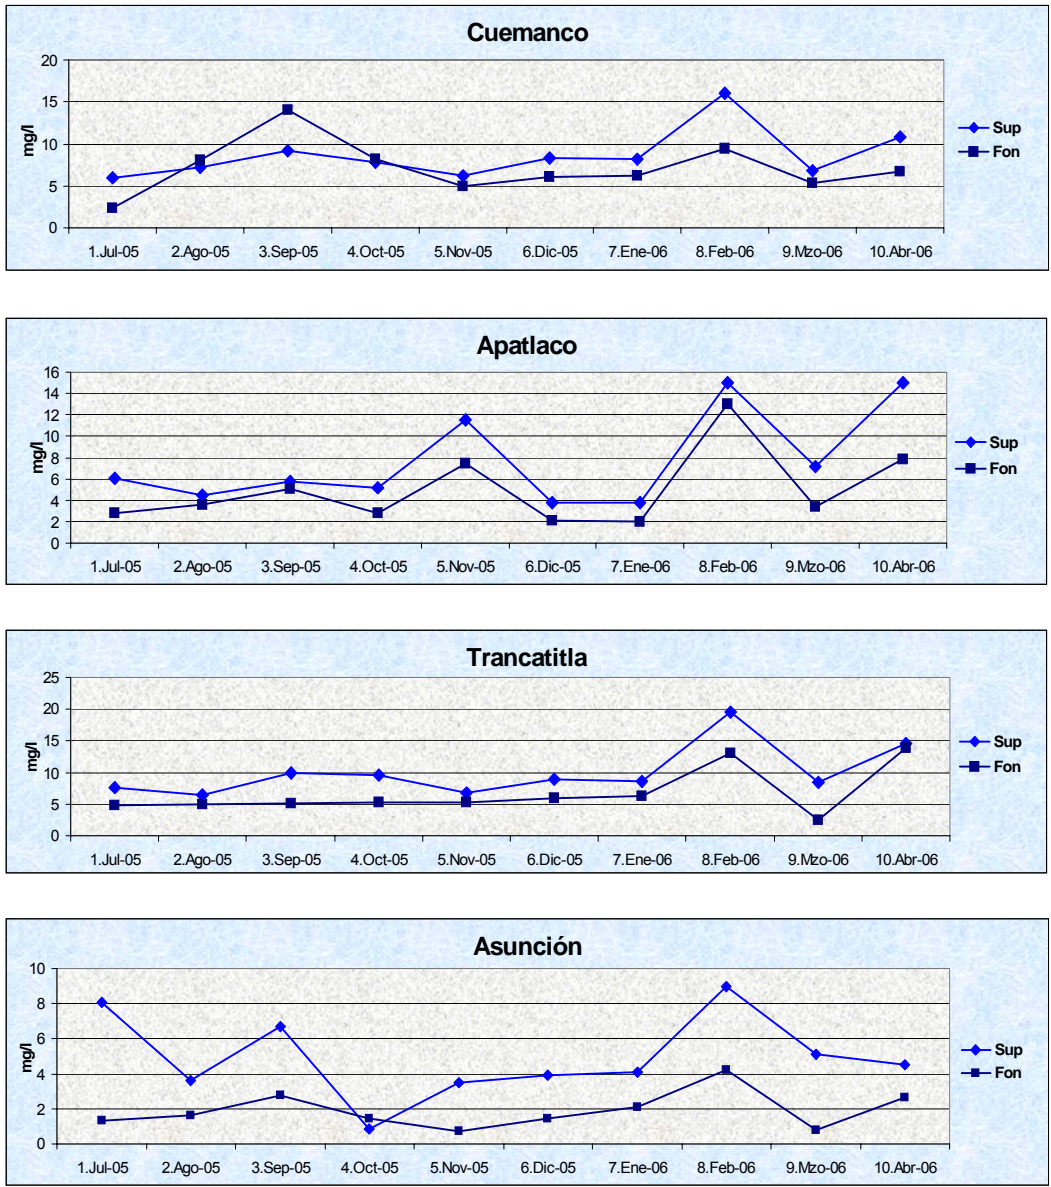 Cuemanco
20
15
10
5
0
mg/l
1.Jul-05 2.Ago-05 3.Sep-05 4.Oct-05 5.Nov-05 6.Dic-05 7.Ene-06 8.Feb-06 9.Mzo-06 10.Abr-06
Sup
Fon
Apatlaco
16
14
12
10
8
6
4
2
0
mg/l
1.Jul-05 2.Ago-05 3.Sep-05 4.Oct-05 5.Nov-05 6.Dic-05 7.Ene-06 8.Feb-06 9.Mzo-06 10.Abr-06
Sup
Fon
Trancatitla
25
20
15
10
5
0
mg/l
1.Jul-05 2.Ago-05 3.Sep-05 4.Oct-05 5.Nov-05 6.Dic-05 7.Ene-06 8.Feb-06 9.Mzo-06 10.Abr-06
Sup
Fon
Asunción
10
8
6
4
2
0
mg/l
1.Jul-05 2.Ago-05 3.Sep-05 4.Oct-05 5.Nov-05 6.Dic-05 7.Ene-06 8.Feb-06 9.Mzo-06 10.Abr-06
Sup
Fon